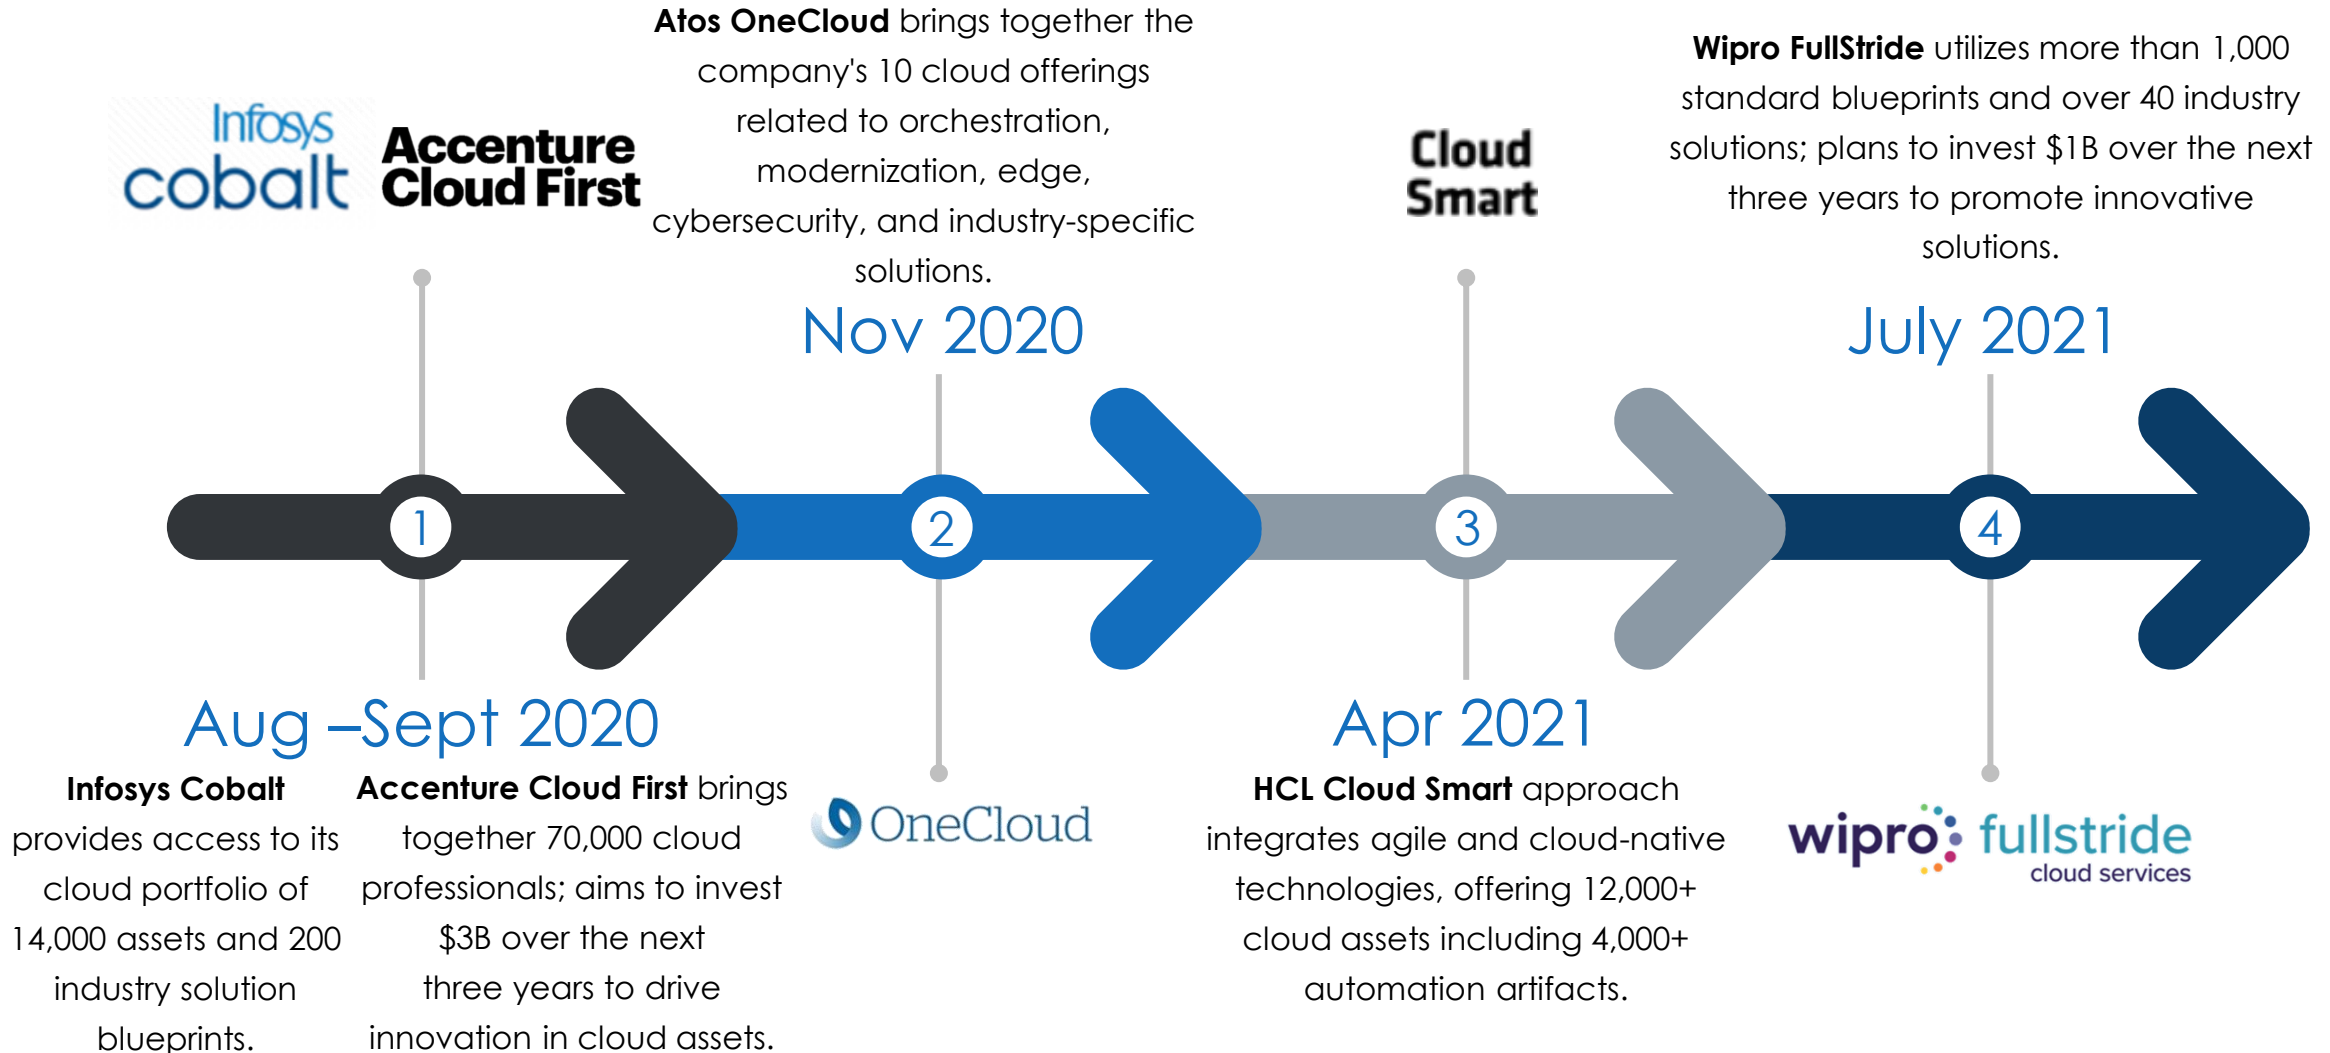 Atos OneCloud brings together the
company's 10 cloud offerings
related to orchestration,
modernization, edge,
cybersecurity, and industry-specific
solutions.
Wipro FullStride utilizes more than 1,000
standard blueprints and over 40 industry
solutions; plans to invest $1B over the next
three years to promote innovative
solutions.
Infosys
cobalt
Accenture
Cloud First
Cloud
Smart
Nov 2020
July 2021
1
2
3
4
Aug –Sept 2020
Apr 2021
Infosys Cobalt
provides access to its
cloud portfolio of
14,000 assets and 200
industry solution
blueprints.
Accenture Cloud First brings
together 70,000 cloud
professionals; aims to invest
$3B over the next
three years to drive
innovation in cloud assets.
OneCloud
HCL Cloud Smart approach
integrates agile and cloud-native
technologies, offering 12,000+
cloud assets including 4,000+
automation artifacts.
wipro fullstride
cloud services